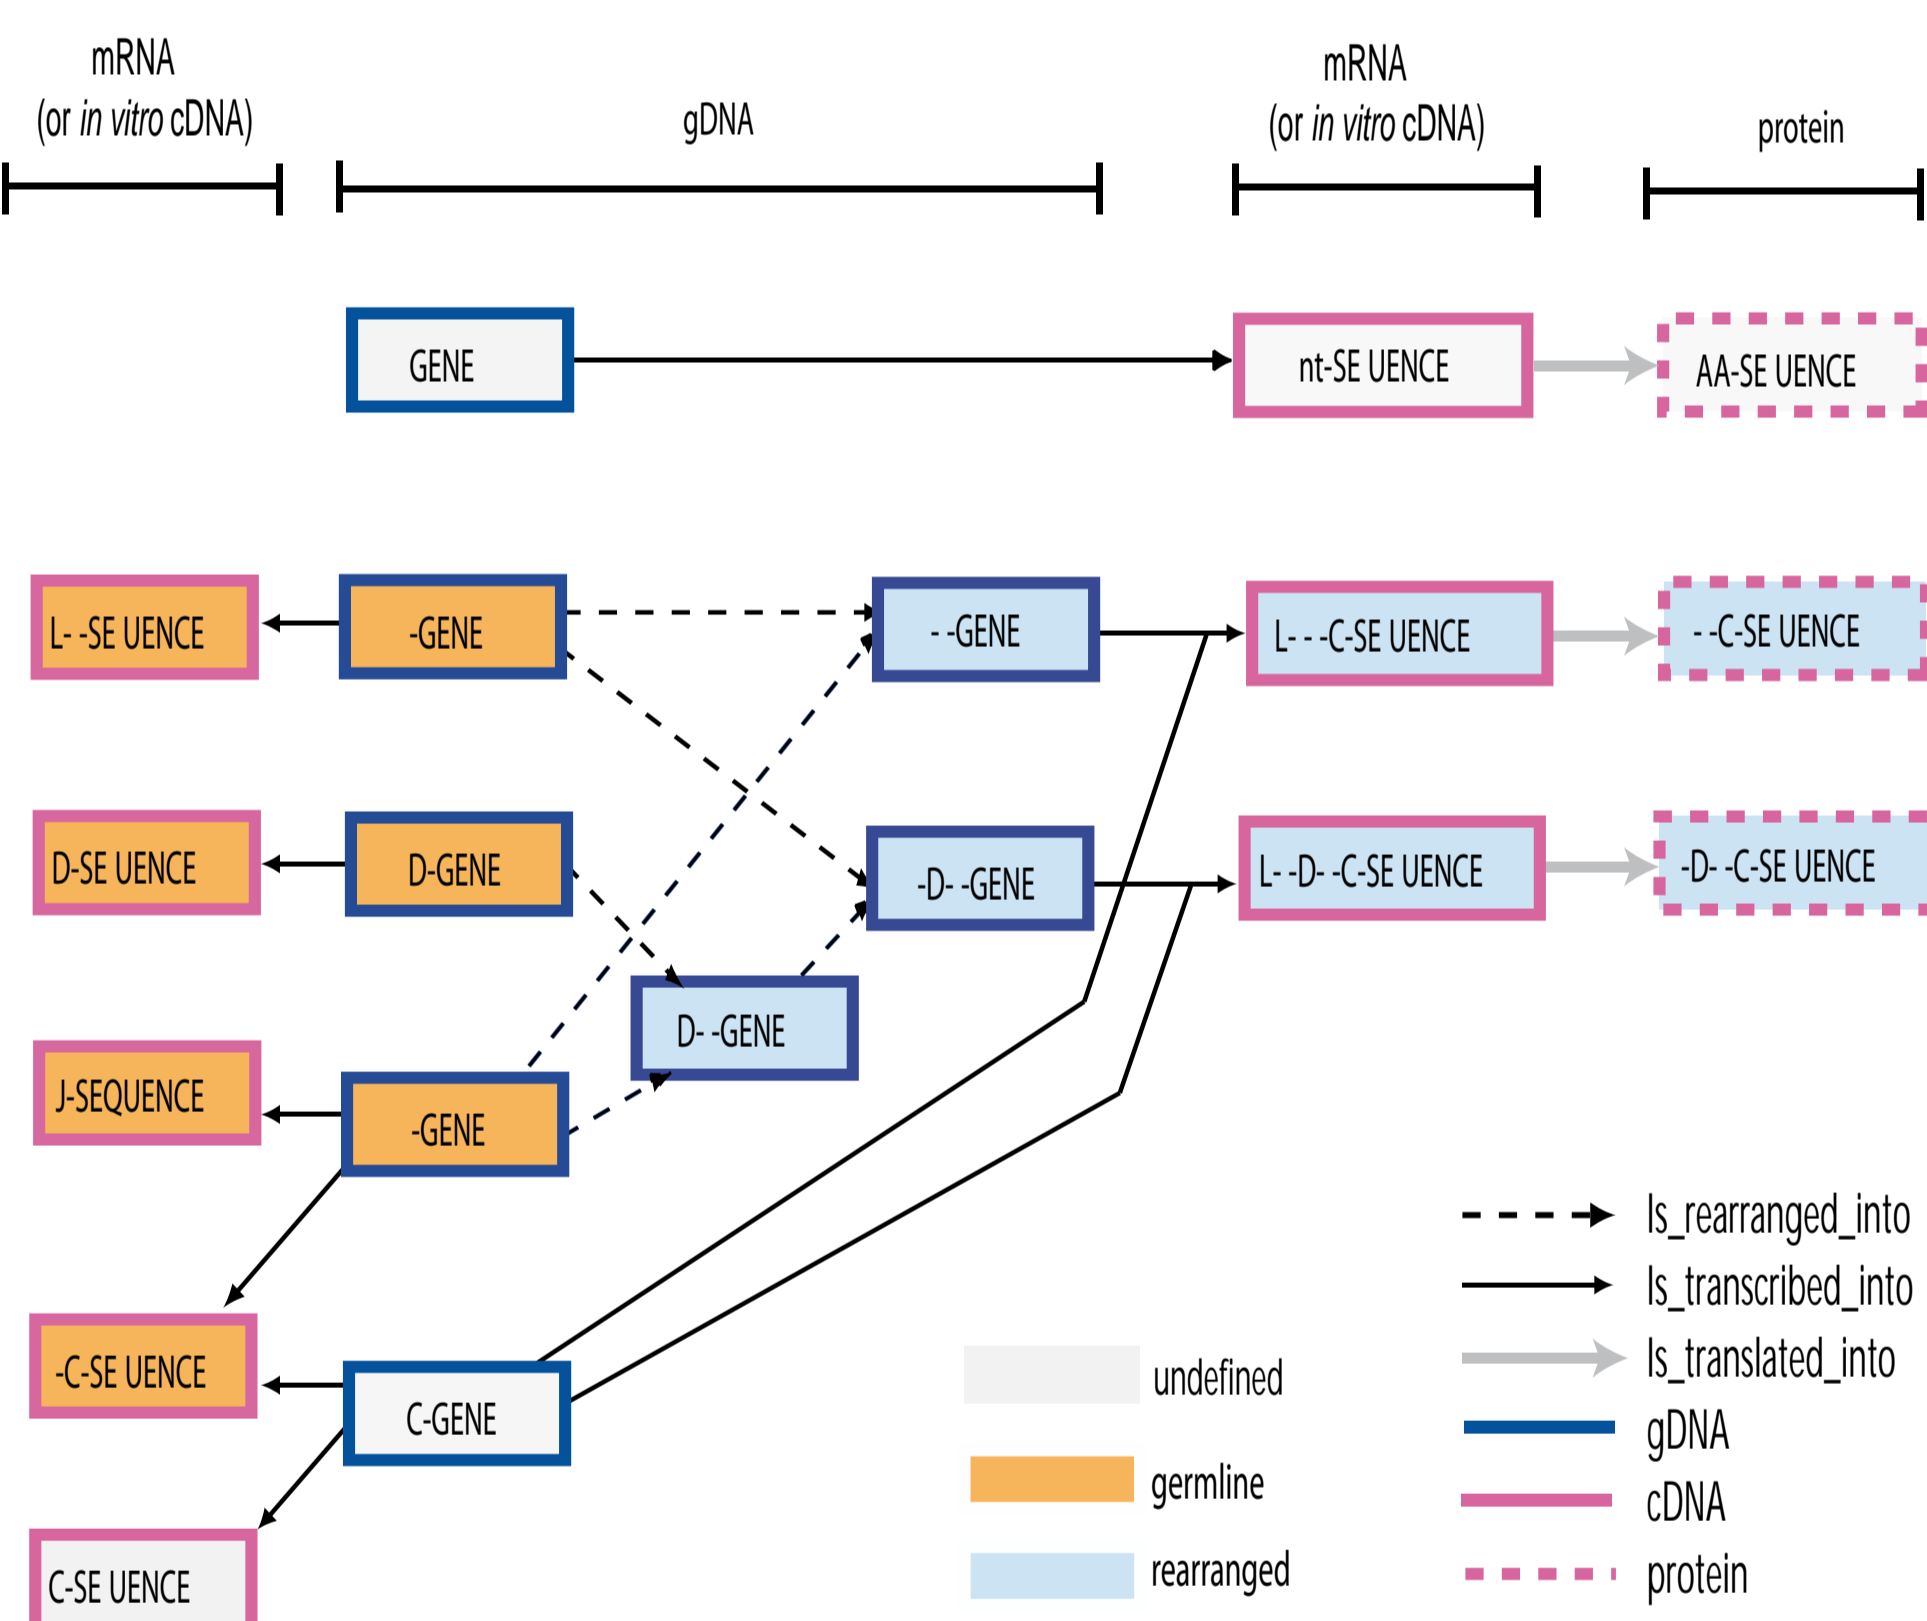 mRNA
(or in vitro cDNA)
gDNA
mRNA
(or in vitro cDNA)
protein
GENE
nt-SE UENCE
AA-SE UENCE
L- -SE UENCE
-GENE
- -GENE
L- - -C-SE UENCE
- -C-SE UENCE
D-SE UENCE
D-GENE
-D- -GENE
L- -D- -C-SE UENCE
-D- -C-SE UENCE
D- -GENE
J-SEQUENCE
-GENE
-C-SE UENCE
C-GENE
C-SE UENCE
undefined
germline
rearranged
Is_rearranged_into
Is_transcribed_into
Is_translated_into
gDNA
cDNA
protein